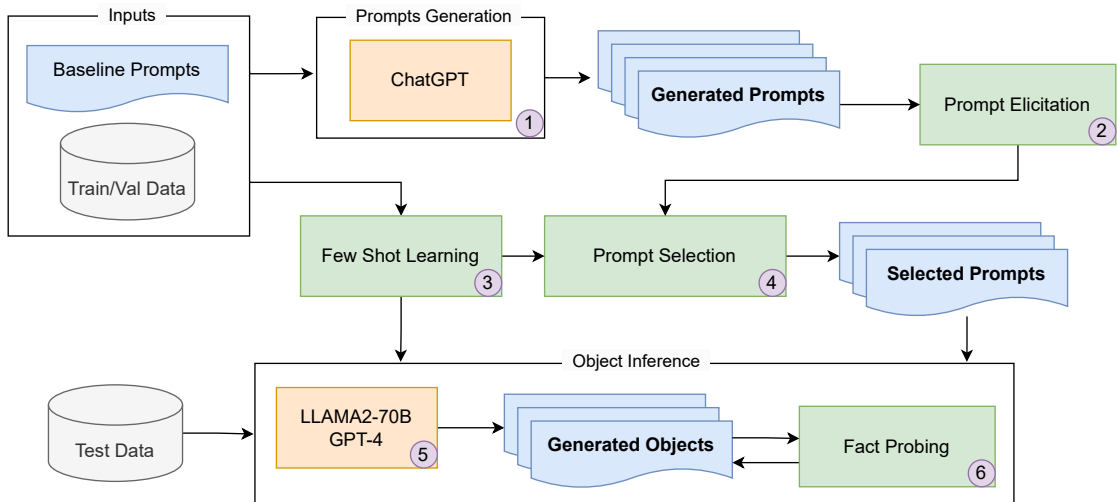 Inputs
Prompts Generation
Baseline Prompts
ChatGPT
1
Generated Prompts
Prompt Elicitation
2
Train/Val Data
Few Shot Learning
3
Prompt Selection
4
Selected Prompts
Object Inference
Test Data
LLAMA2-70B
GPT-4
5
Generated Objects
Fact Probing
6